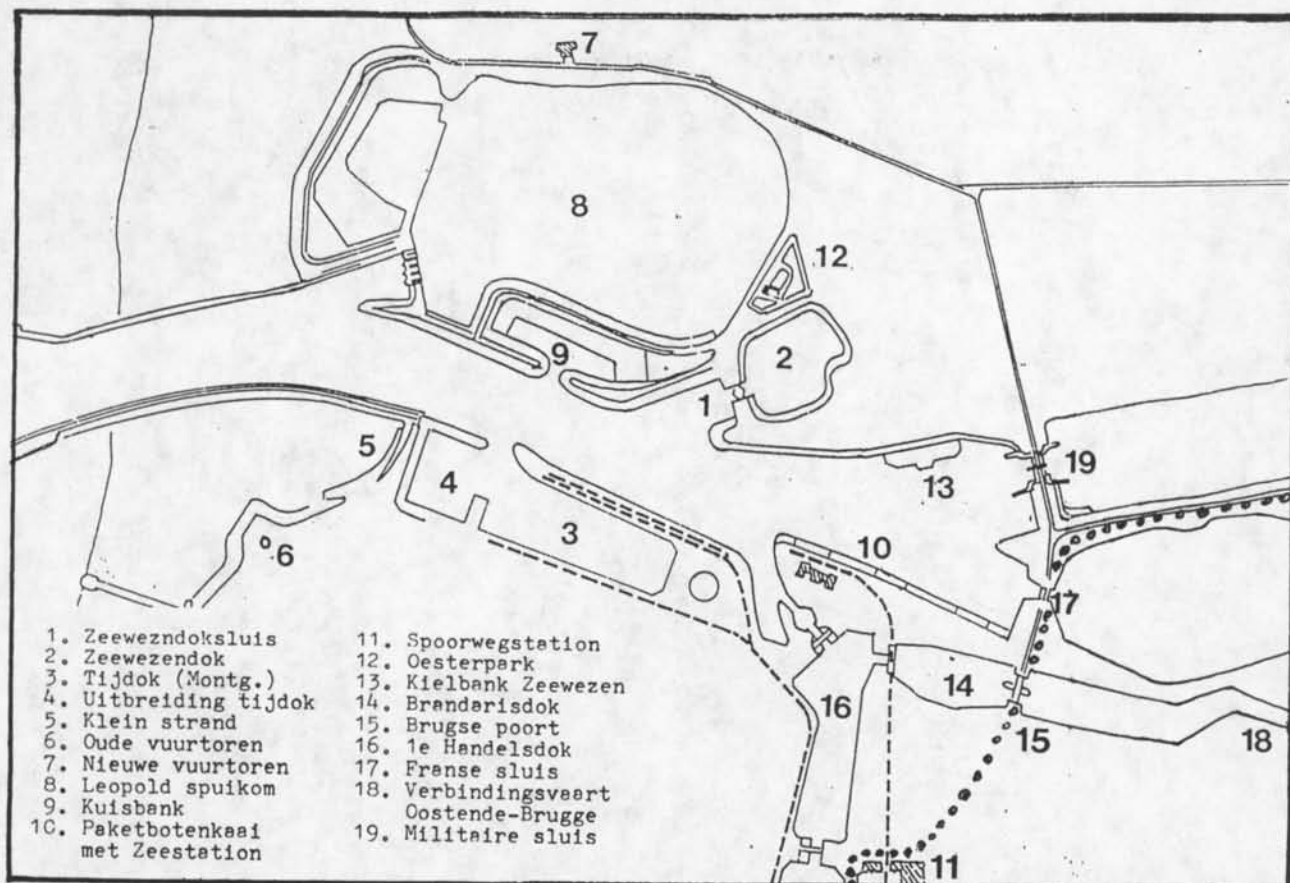 7
8
12
9
2
1
5
4
3
19
13
10
6
17
16
14
15
18
11
1. Zeewezndoksluis
2. Zeewezendok
3. Tijdok (Montg.)
4. Uitbreiding tijdok
5. Klein strand
6. Oude vuurtoren
7. Nieuwe vuurtoren
8. Leopold spuikom
9. Kuisbank
10. Paketbotenkaai
met Zeestation
11. Spoorwegstation
12. Oesterpark
13. Kielbank Zeewezen
14. Brandarisdok
15. Brugse poort
16. 1e Handelsdok
17. Franse sluis
18. Verbindingsvaart
Oostende-Brugge
19. Militaire sluis